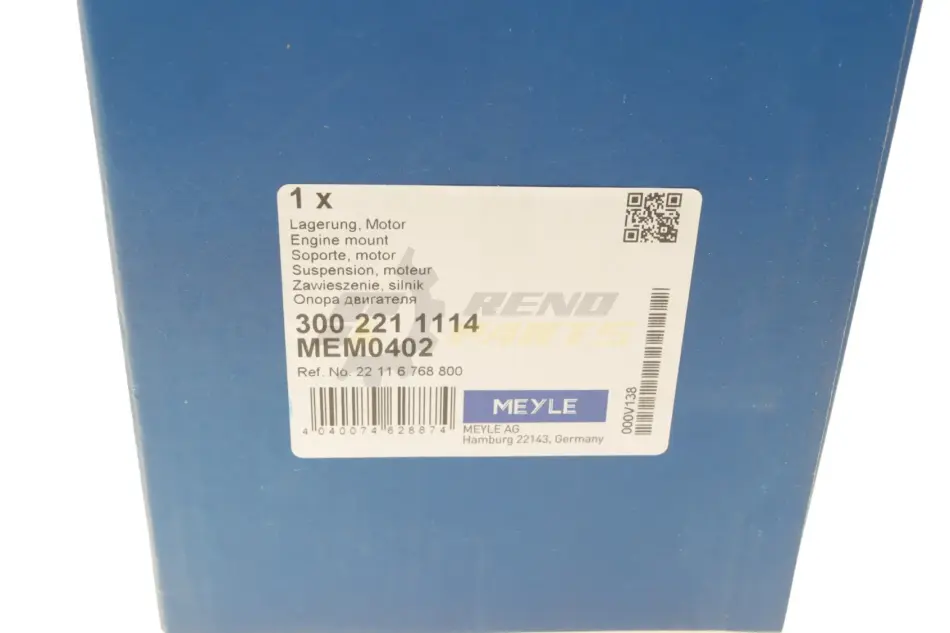 1 x
Lagerung, Motor
Engine mount
Soporte, motor
Suspension, moteur
Zawieszenie, silnik
Опора двигателя
RENO
PARTS
300 221 1114
MEM0402
Ref. No. 22 11 6 768 800
4 040074 628874
MEYLE
MEYLE AG
Hamburg 22143, Germany
000V138